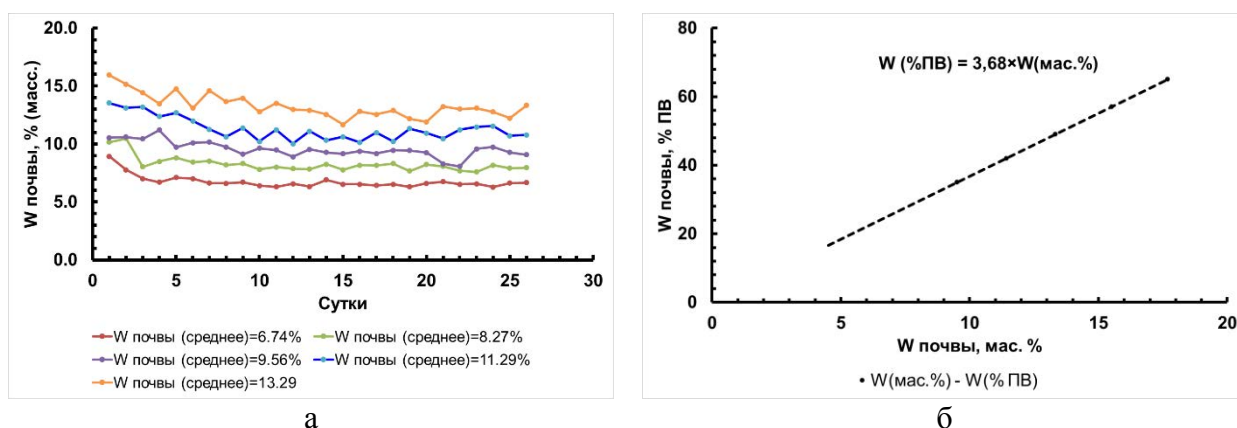 20.0
15.0
10.0
5.0
0.0
W почвы, % (масс.)
0 5 10 15 20 25 30
Сутки
W почвы (среднее)=6.74% W почвы (среднее)=8.27%
W почвы (среднее)=9.56% W почвы (среднее)=11.29%
W почвы (среднее)=13.29
а
80
60
40
20
0
W почвы, % ПВ
W (%ПВ) = 3,68×W(мас.%)
0 5 10 15 20
W почвы, мас. %
• W(мас.%) - W(% ПВ)
б